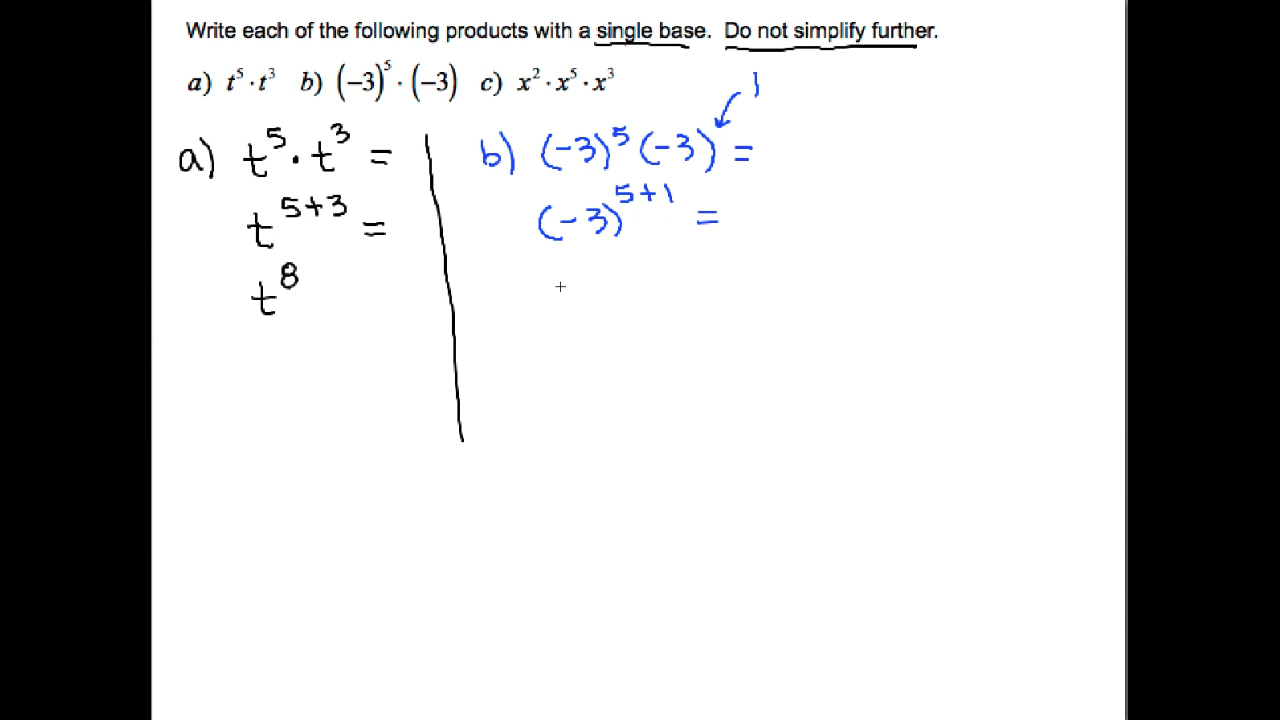 Write each of the following products with a single base. Do not simplify further.
a) t⁵·t³ b) (−3)⁵·(−3) c) x²·x⁵·x³
1
a) t⁵·t³ =
t⁵⁺³ =
t⁸
b) (−3)⁵(−3) =
(−3)⁵⁺¹ =